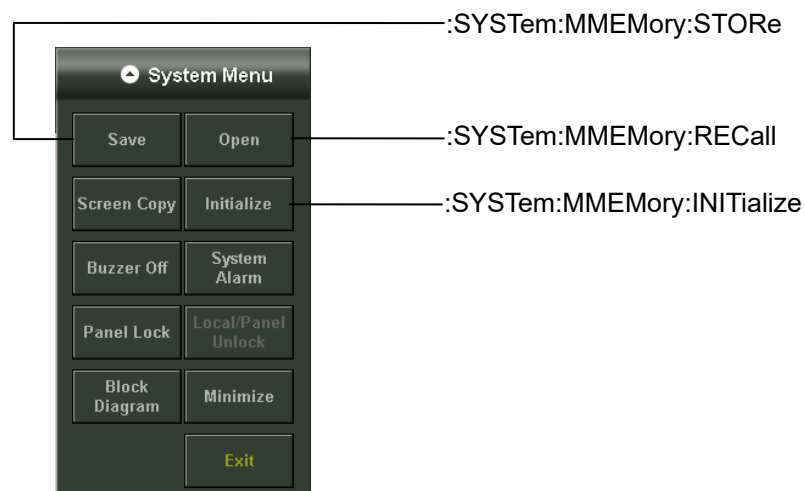 :SYSTem:MMEMory:STORe
System Menu
Save
Open
:SYSTem:MMEMory:RECall
Screen Copy
Initialize
:SYSTem:MMEMory:INITialize
Buzzer Off
System
Alarm
Panel Lock
Local/Panel
Unlock
Block
Diagram
Minimize
Exit